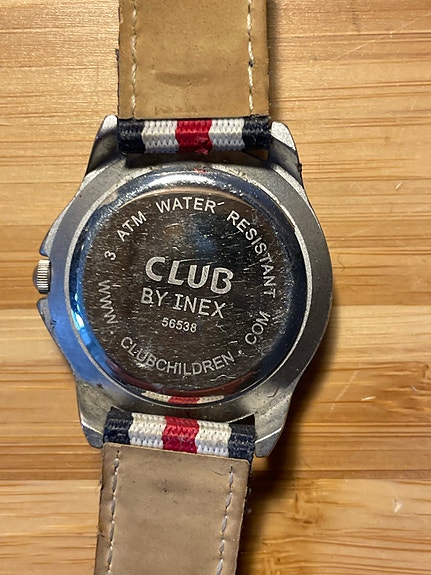 3 ATM WATER RESISTANT
CLUB
BY INEX
56538
WWW.CLUBCHILDREN.COM